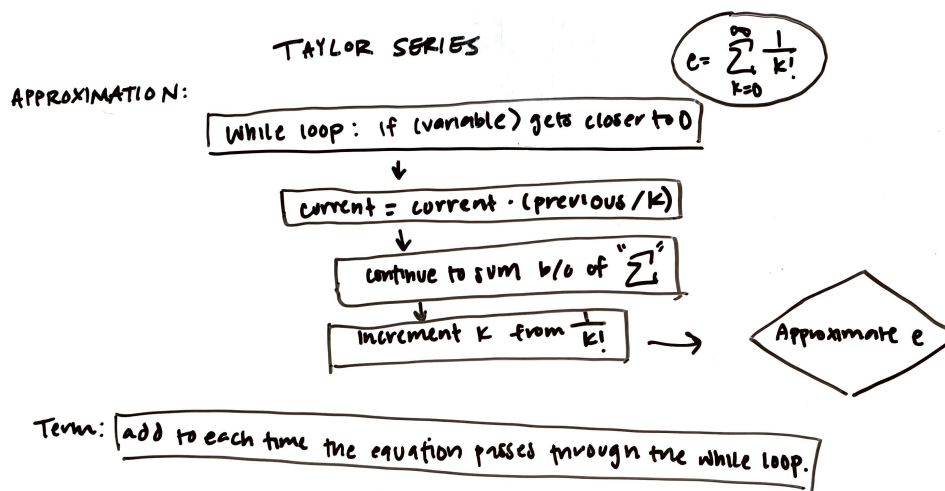 TAYLOR SERIES
e= ∞ ∑ k=0 1/k!
APPROXIMATION:
While loop: if (variable) gets closer to 0
current = current · (previous/k)
continue to sum b/c of "∑"
Increment k from 1/k!
Approximate e
Term: add to each time the equation passes through the while loop.